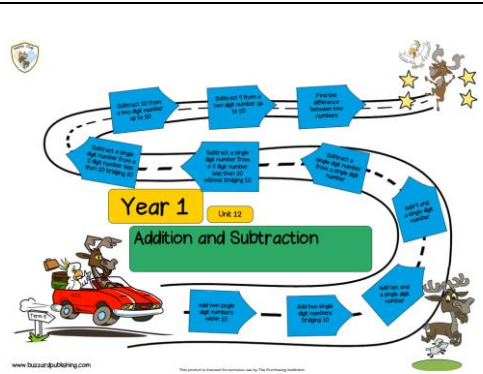 Subtract 10 from
a two digit number
up to 20
Subtract 9 from a
two digit number up
to 20
Find the
difference
between two
numbers
Subtract a single
digit number from a
2 digit number less
than 20 bridging 10
Subtract a single
digit number from
a 2 digit number
less than 20
without bridging 10
Subtract a
single digit number
from a single digit
number
Year 1
Unit 12
Add 9 and
a single digit
number
Addition and Subtraction
Add ten and
a single digit
number
Add two single
digit numbers
within 10
Add two single
digit numbers
bridging 10
www.buzzardpublishing.com